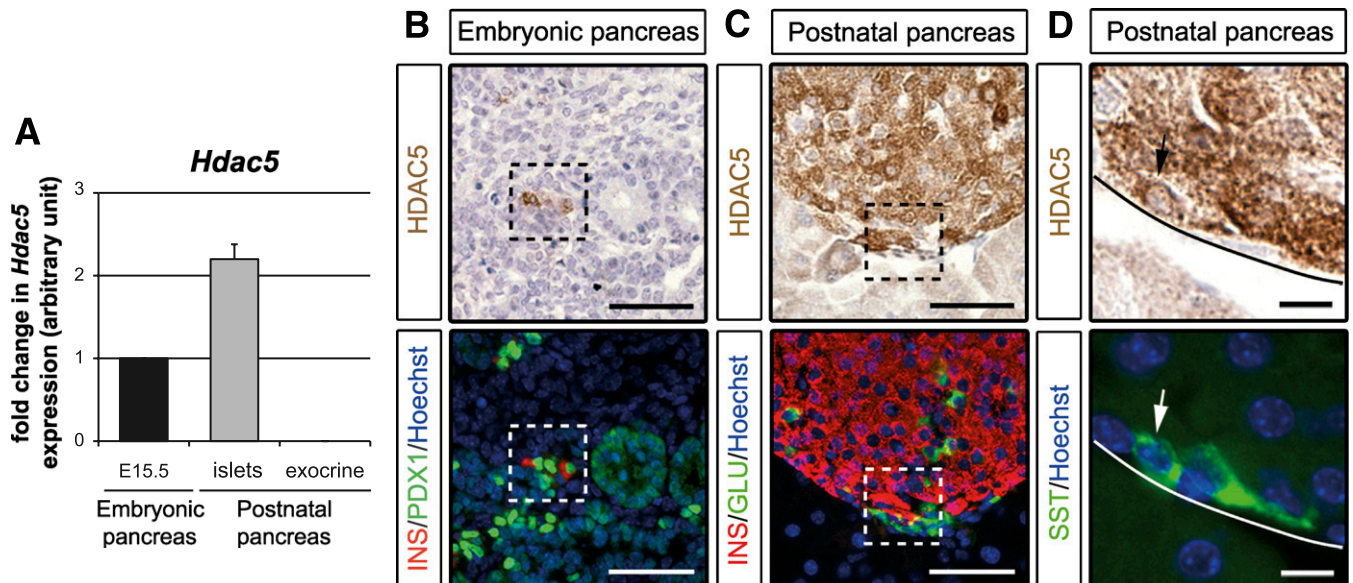 A
Hdac5
fold change in Hdac5
expression (arbitrary unit)
3
2
1
0
E15.5
islets
exocrine
Embryonic
pancreas
Postnatal
pancreas
B
Embryonic pancreas
HDAC5
INS/PDX1/Hoechst
C
Postnatal pancreas
HDAC5
INS/GLU/Hoechst
D
Postnatal pancreas
HDAC5
SST/Hoechst